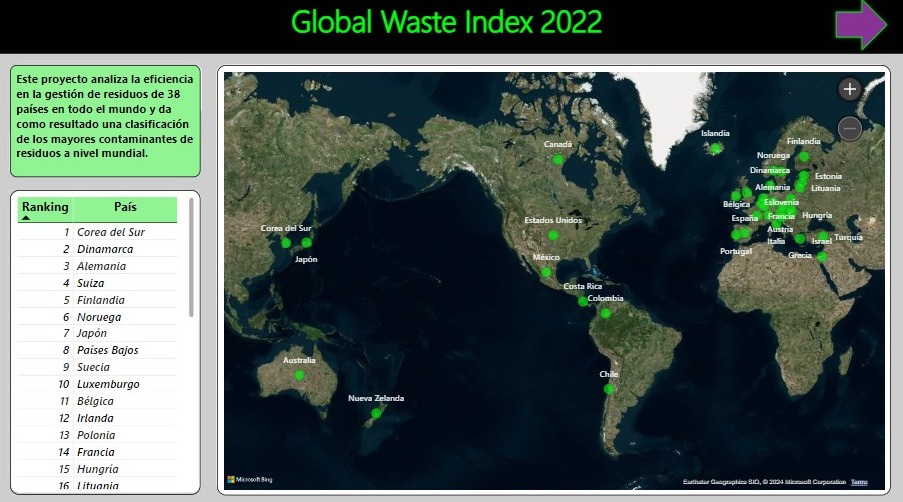 Global Waste Index 2022
Este proyecto analiza la eficiencia
en la gestión de residuos de 38
países en todo el mundo y da
como resultado una clasificación
de los mayores contaminantes de
residuos a nivel mundial.
Ranking País
1 Corea del Sur
2 Dinamarca
3 Alemania
4 Suiza
5 Finlandia
6 Noruega
7 Japón
8 Países Bajos
9 Suecia
10 Luxemburgo
11 Bélgica
12 Irlanda
13 Polonia
14 Francia
15 Hungría
16 Lituania
Islandia
Canadá
Finlandia
Noruega
Dinamarca
Estonia
Alemania
Lituania
Bélgica
Eslovenia
España
Francia
Hungria
Estados Unidos
Corea del Sur
Austria
Turquía
Italia
Israel
Portugal
Grecia
Japón
México
Costa Rica
Colombia
Australia
Chile
Nueva Zelanda
Microsoft Bing
Earthstar Geographics SIO, © 2024 Microsoft Corporation Terms